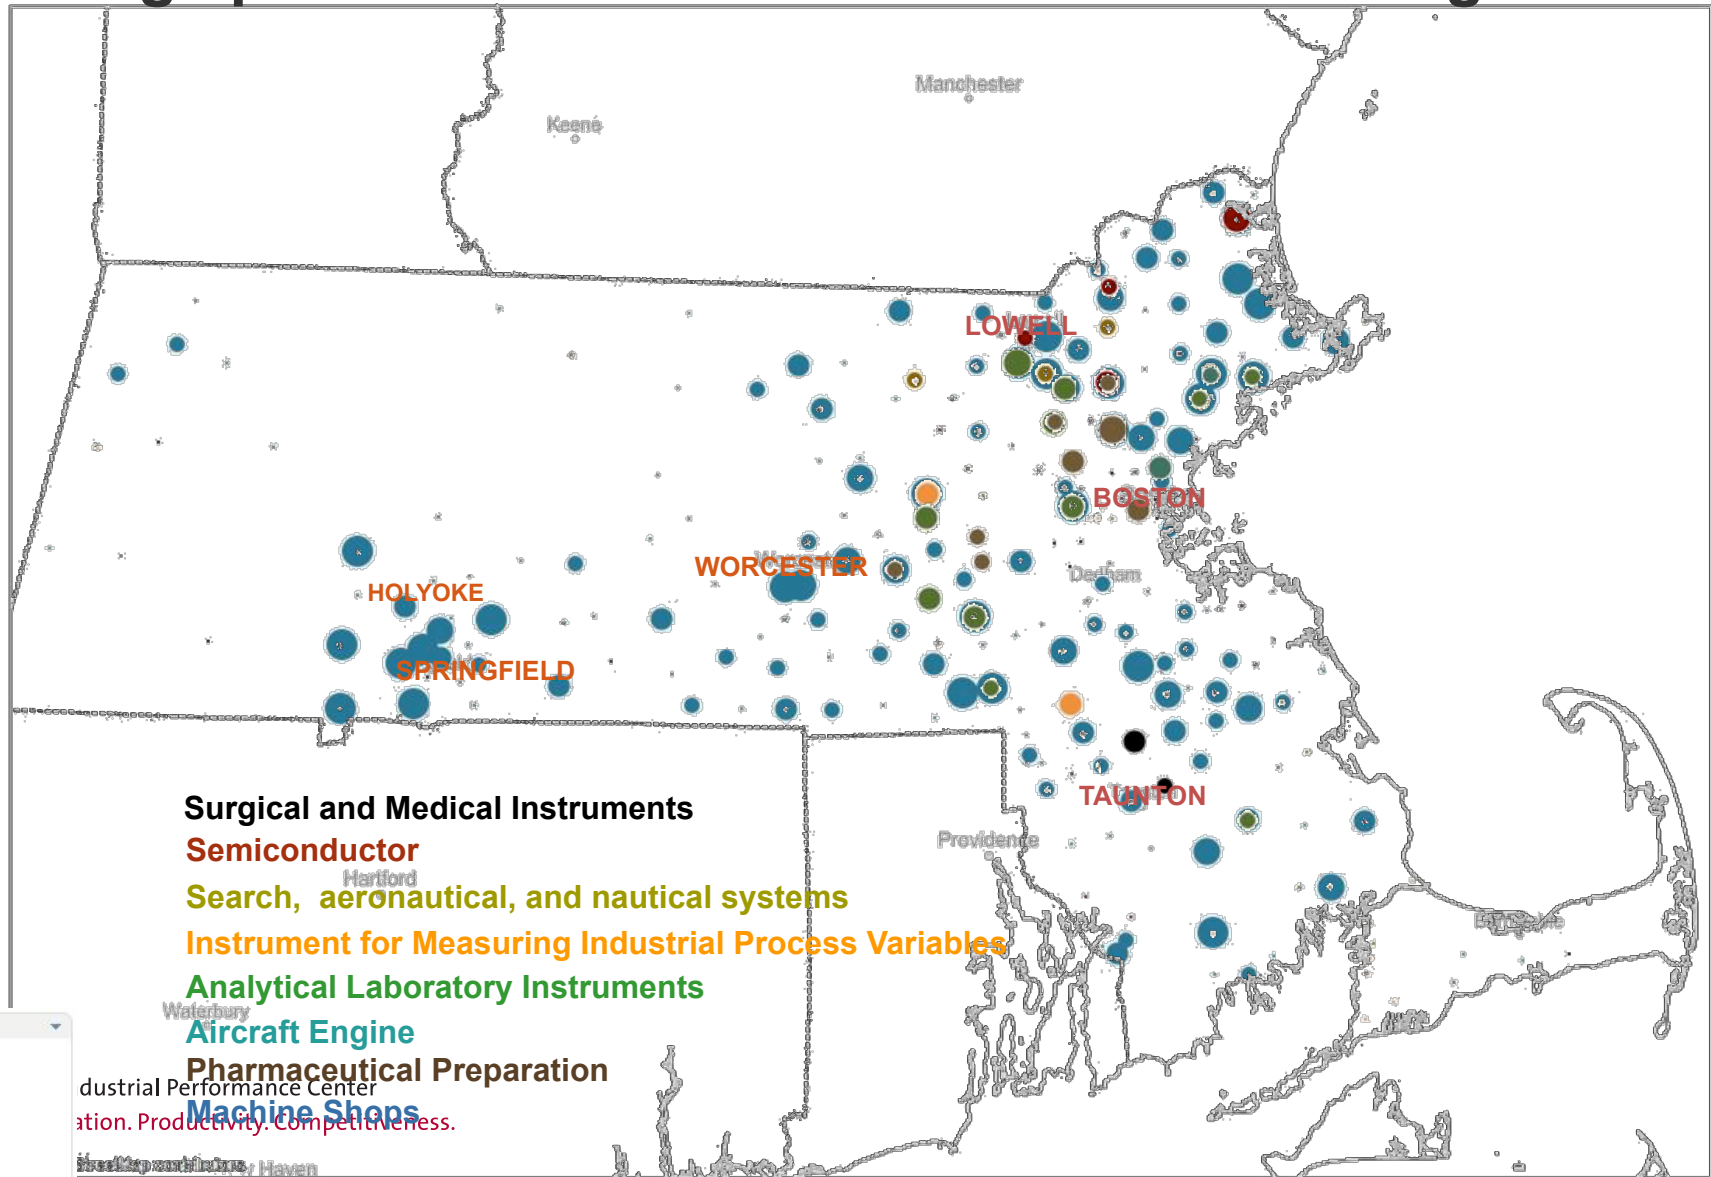 Manchester
Keene
LOWELL
BOSTON
WORCESTER
Dedham
HOLYOKE
SPRINGFIELD
TAUNTON
Surgical and Medical Instruments
Providence
Semiconductor
Hartford
Search, aeronautical, and nautical systems
Instrument for Measuring Industrial Process Variables
Analytical Laboratory Instruments
Waterbury
Aircraft Engine
Pharmaceutical Preparation
dustrial Performance Center
Machine Shops
ation. Productivity. Competitiveness.
Haven